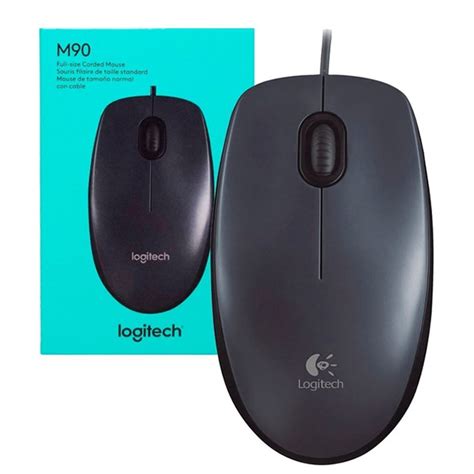 M90
Full-size Corded Mouse
Souris filaire de taille standard
Mouse de tamaño normal
con cable
logitech
logitech
Logitech